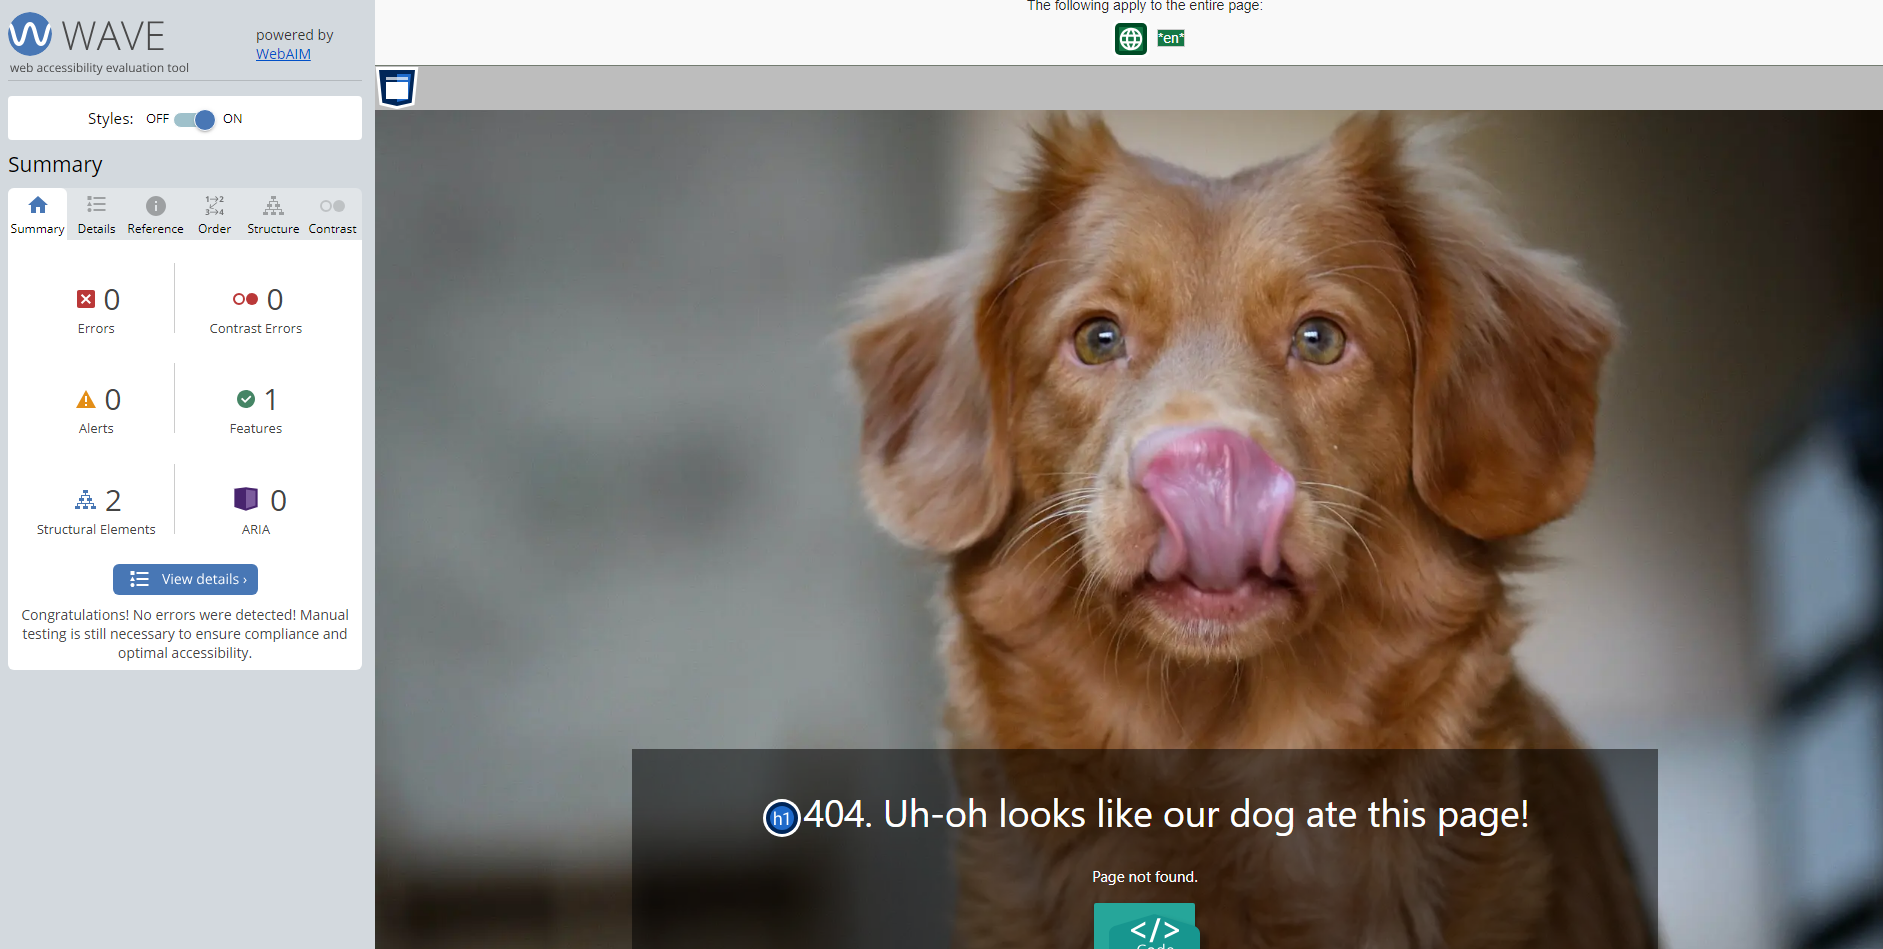 WAVE
powered by
WebAIM
web accessibility evaluation tool
Styles: OFF ON
Summary
Summary Details Reference Order Structure Contrast
0
Errors
0
Contrast Errors
0
Alerts
1
Features
2
Structural Elements
0
ARIA
View details ›
Congratulations! No errors were detected! Manual
testing is still necessary to ensure compliance and
optimal accessibility.
The following apply to the entire page:
*en*
h1 404. Uh-oh looks like our dog ate this page!
Page not found.
</>
Code